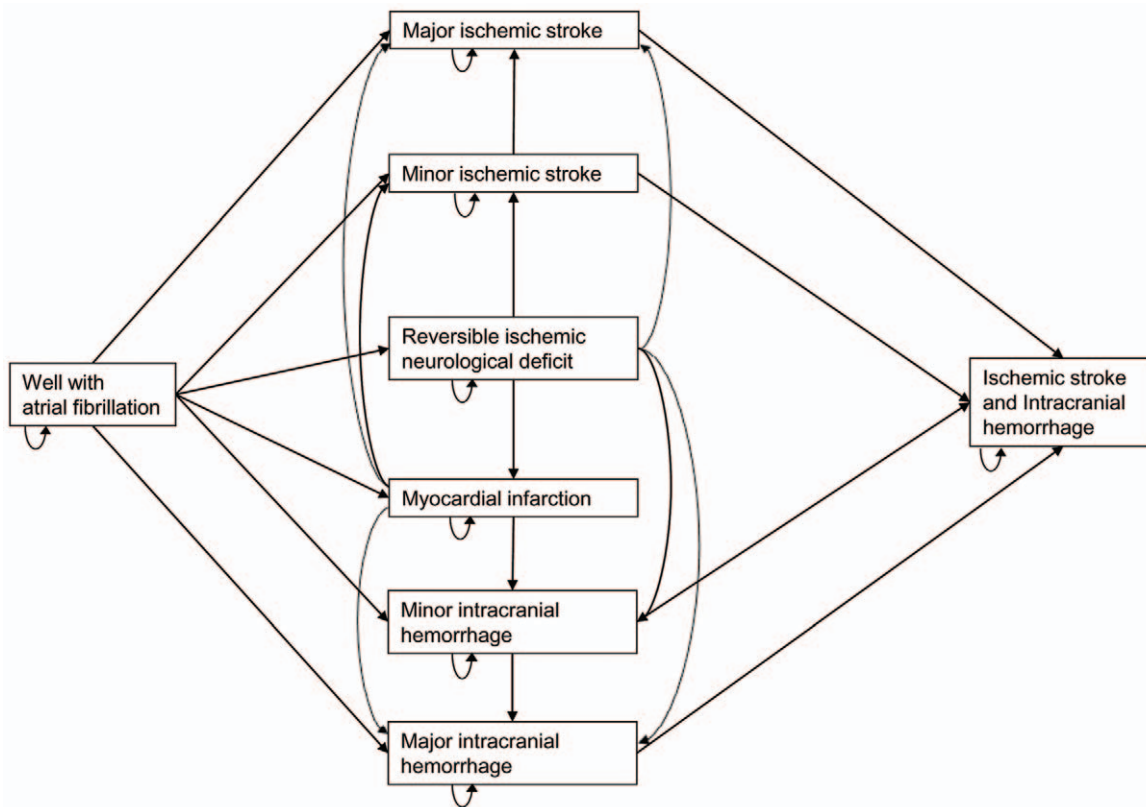 Major ischemic stroke
Minor ischemic stroke
Reversible ischemic
neurological deficit
Well with
atrial fibrillation
Ischemic stroke
and Intracranial
hemorrhage
Myocardial infarction
Minor intracranial
hemorrhage
Major intracranial
hemorrhage